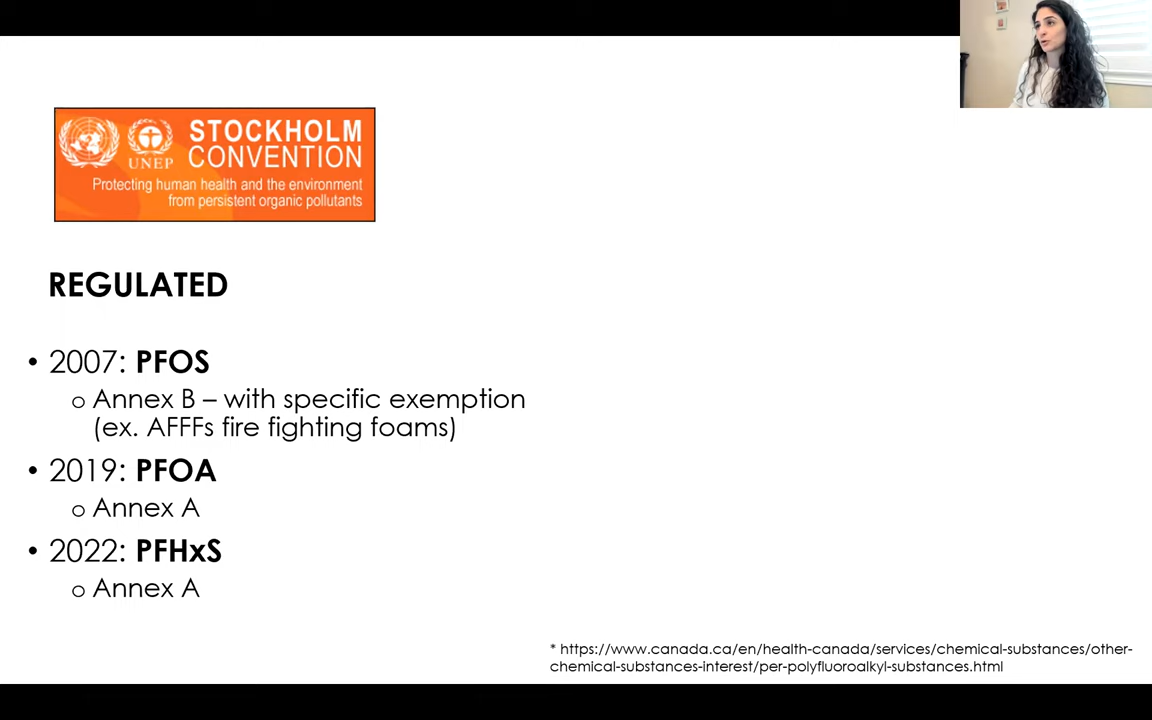 STOCKHOLM
CONVENTION
UNEP
Protecting human health and the environment
from persistent organic pollutants
REGULATED
• 2007: PFOS
o Annex B – with specific exemption
(ex. AFFFs fire fighting foams)
• 2019: PFOA
o Annex A
• 2022: PFHxS
o Annex A
* https://www.canada.ca/en/health-canada/services/chemical-substances/other-
chemical-substances-interest/per-polyfluoroalkyl-substances.html